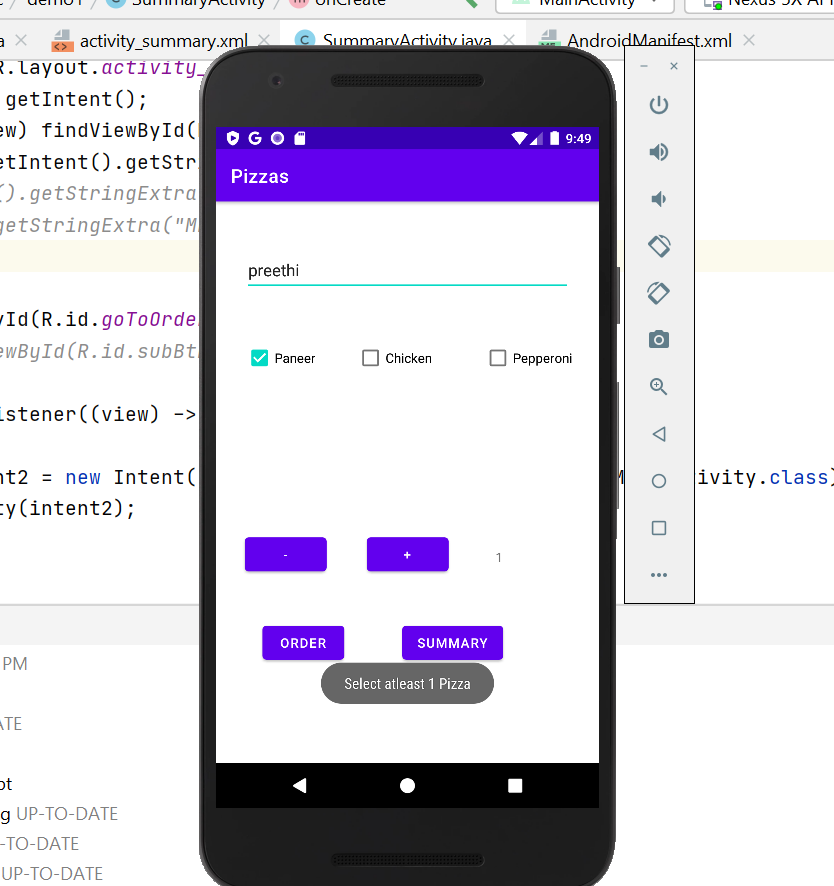 demo1 / SummaryActivity / OnCreate MainActivity Nexus 5X API
a activity_summary.xml SummaryActivity.java AndroidManifest.xml
R.layout.activity_
getIntent();
ew) findViewById(
9:49
etIntent().getStri
Pizzas
().getStringExtra
getStringExtra("M
preethi
yId(R.id.goToOrde
ewById(R.id.subBt
Paneer Chicken Pepperoni
istener((view) ->
nt2 = new Intent( ivity.class)
ty(intent2);
- + 1
ORDER SUMMARY
PM
Select atleast 1 Pizza
ATE
pt
g UP-TO-DATE
-TO-DATE
UP-TO-DATE